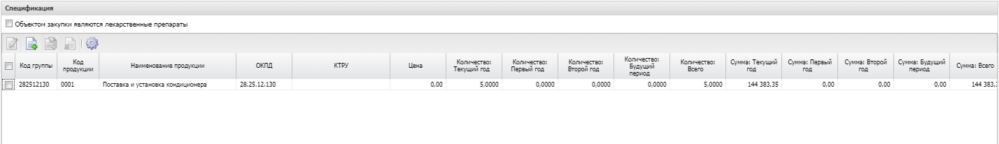 Спецификация
Объектом закупки являются лекарственные препараты
Код группы Код продукции Наименование продукции ОКПД КТРУ Цена Количество: Текущий год Количество: Первый год Количество: Второй год Количество: Будущий период Количество: Всего Сумма: Текущий год Сумма: Первый год Сумма: Второй год Сумма: Будущий период Сумма: Всего
282512130 0001 Поставка и установка кондиционера 28.25.12.130 0,00 5,0000 0,0000 0,0000 0,0000 5,0000 144 383,35 0,00 0,00 0,00 144 383,